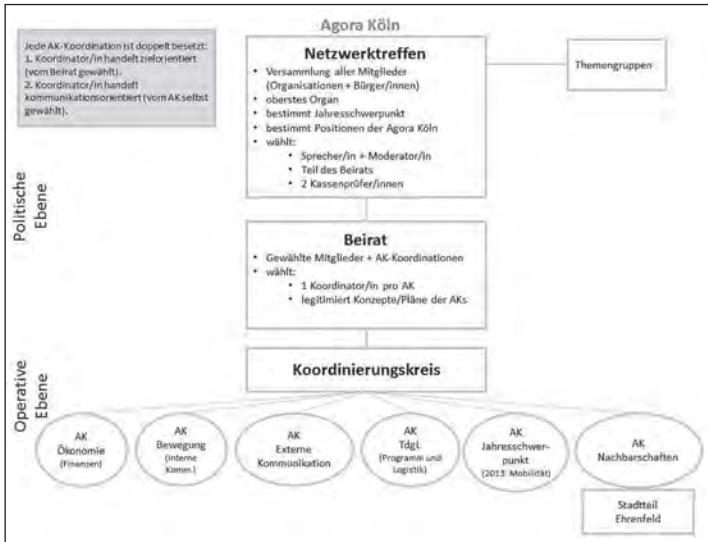 Agora Köln
Jede AK-Koordination ist doppelt besetzt:
1. Koordinator/in handelt zielorientiert
(vom Beirat gewählt).
2. Koordinator/in handelt
kommunikationsorientiert (vom AK selbst
gewählt).
Netzwerktreffen
• Versammlung aller Mitglieder
(Organisationen + Bürger/innen)
• oberstes Organ
• bestimmt Jahresschwerpunkt
• bestimmt Positionen der Agora Köln
• wählt:
• Sprecher/in + Moderator/in
• Teil des Beirats
• 2 Kassenprüfer/innen
Themengruppen
Politische
Ebene
Beirat
• Gewählte Mitglieder + AK-Koordinationen
• wählt:
• 1 Koordinator/in pro AK
• legitimiert Konzepte/Pläne der AKs
Operative
Ebene
Koordinierungskreis
AK
Ökonomie
(Finanzen)
AK
Bewegung
(Interne
Komm.)
AK
Externe
Kommunikation
AK
TdgL
(Programm und
Logistik)
AK
Jahresschwer-
punkt
(2013: Mobilität)
AK
Nachbarschaften
Stadtteil
Ehrenfeld